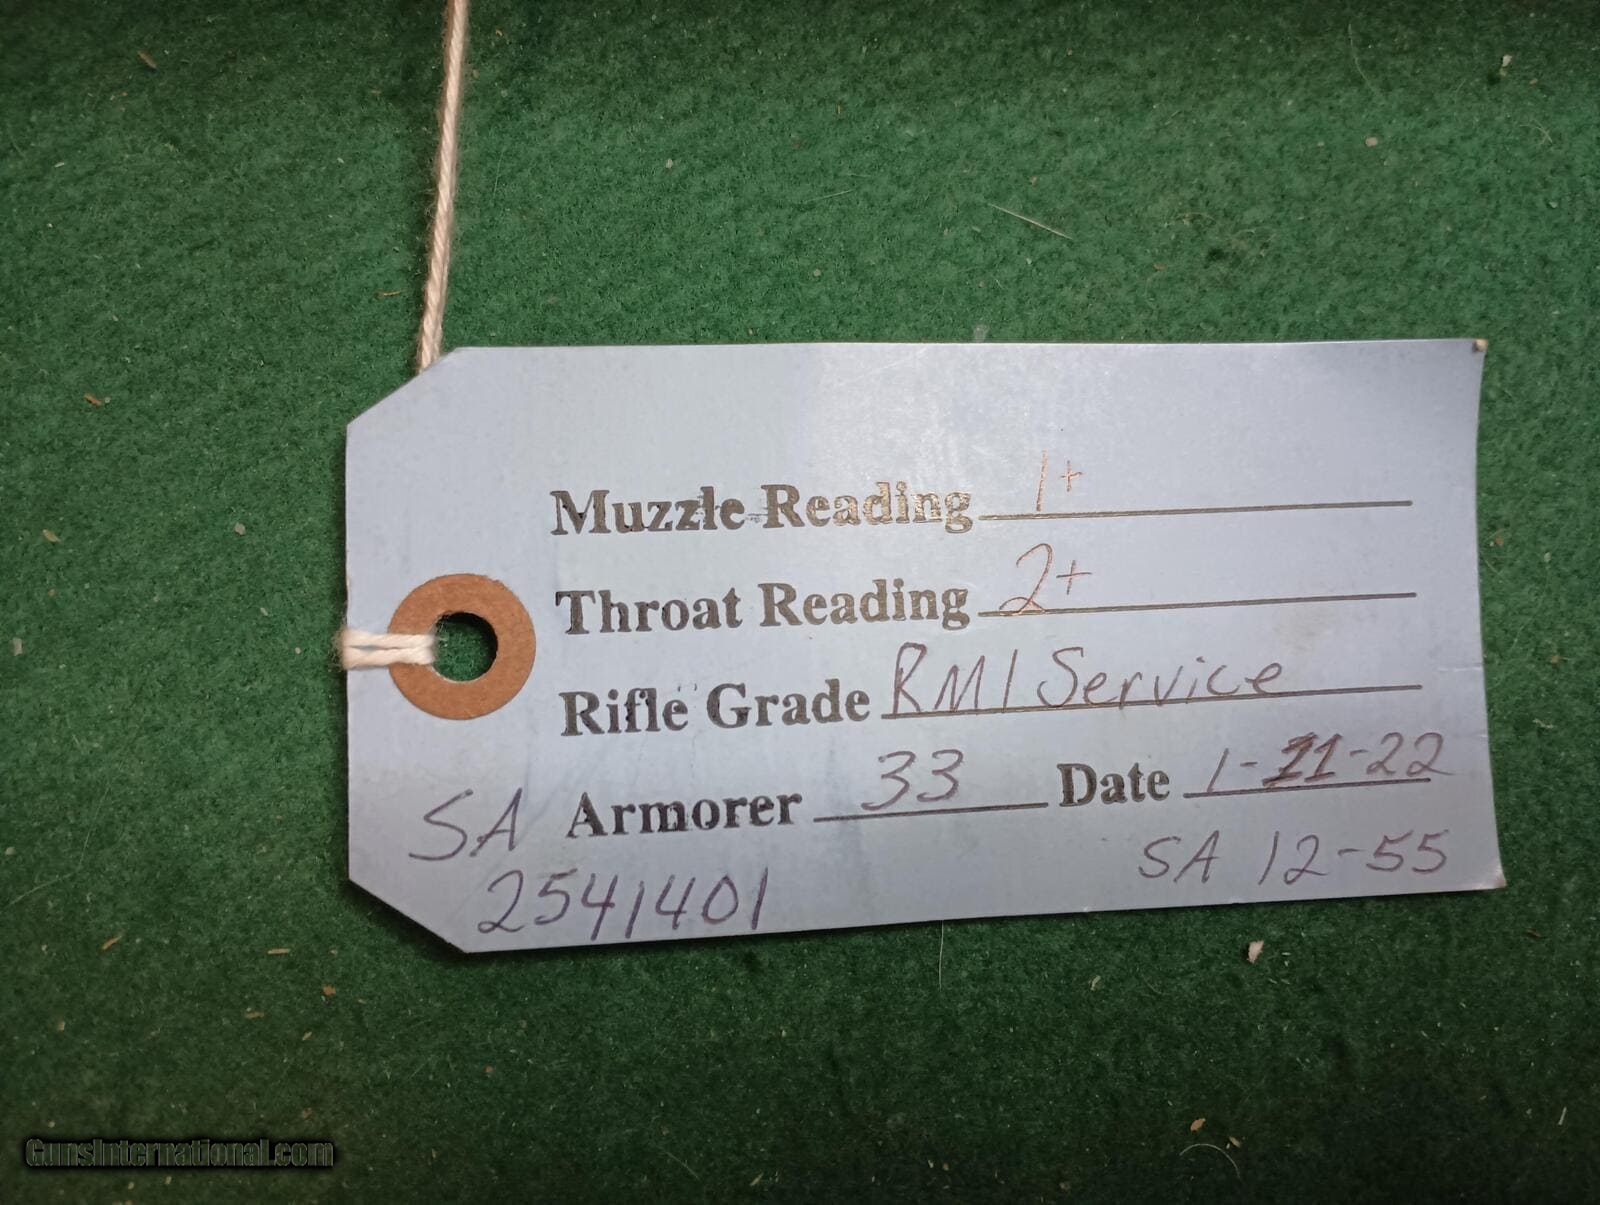 Muzzle Reading 1+
Throat Reading 2+
Rifle Grade RM1 Service
Armorer 33 Date 1-21-22
SA
2541401
SA 12-55
GunsInternational.com